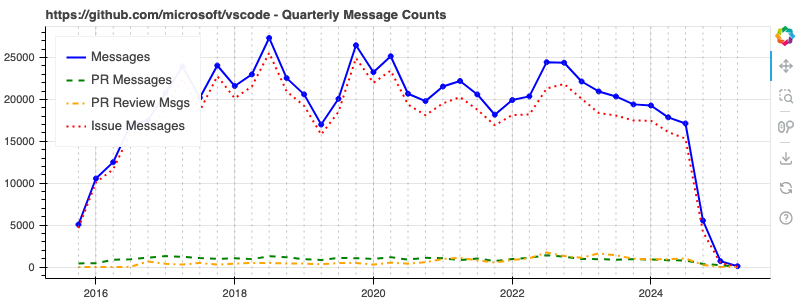 https://github.com/microsoft/vscode - Quarterly Message Counts
Messages
PR Messages
PR Review Msgs
Issue Messages
25000
20000
15000
10000
5000
0
2016 2018 2020 2022 2024